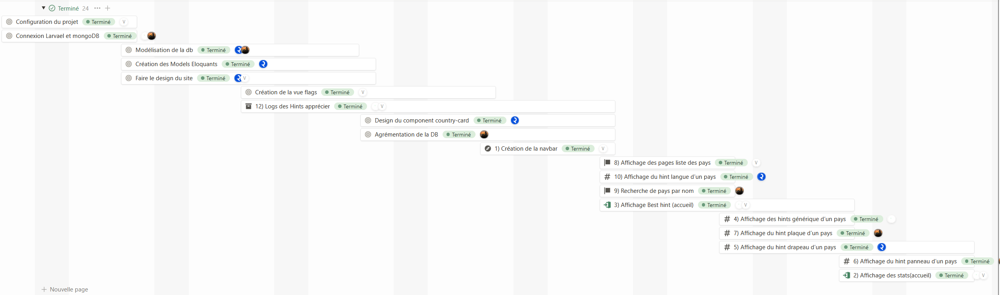 Terminé 24
Configuration du projet Terminé V
Connexion Larvael et mongoDB Terminé
Modélisation de la db Terminé
Création des Models Eloquants Terminé
Faire le design du site Terminé V
Création de la vue flags Terminé V
12) Logs des Hints apprécier Terminé V
Design du component country-card Terminé
Agrémentation de la DB Terminé
1) Création de la navbar Terminé V
8) Affichage des pages liste des pays Terminé V
10) Affichage du hint langue d'un pays Terminé
9) Recherche de pays par nom Terminé
3) Affichage Best hint (accueil) Terminé V
4) Affichage des hints générique d'un pays Terminé
7) Affichage du hint plaque d'un pays Terminé
5) Affichage du hint drapeau d'un pays Terminé
6) Affichage du hint panneau d'un pays Terminé
2) Affichage des stats(accueil) Terminé V
Nouvelle page